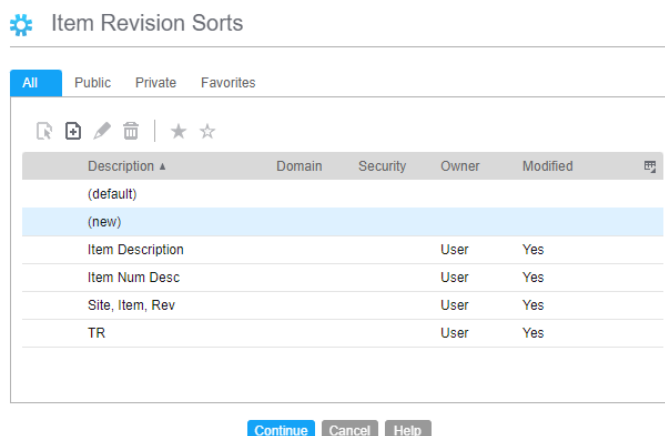 Item Revision Sorts
All Public Private Favorites
Description ▲ Domain Security Owner Modified
(default)
(new)
Item Description User Yes
Item Num Desc User Yes
Site, Item, Rev User Yes
TR User Yes
Continue Cancel Help